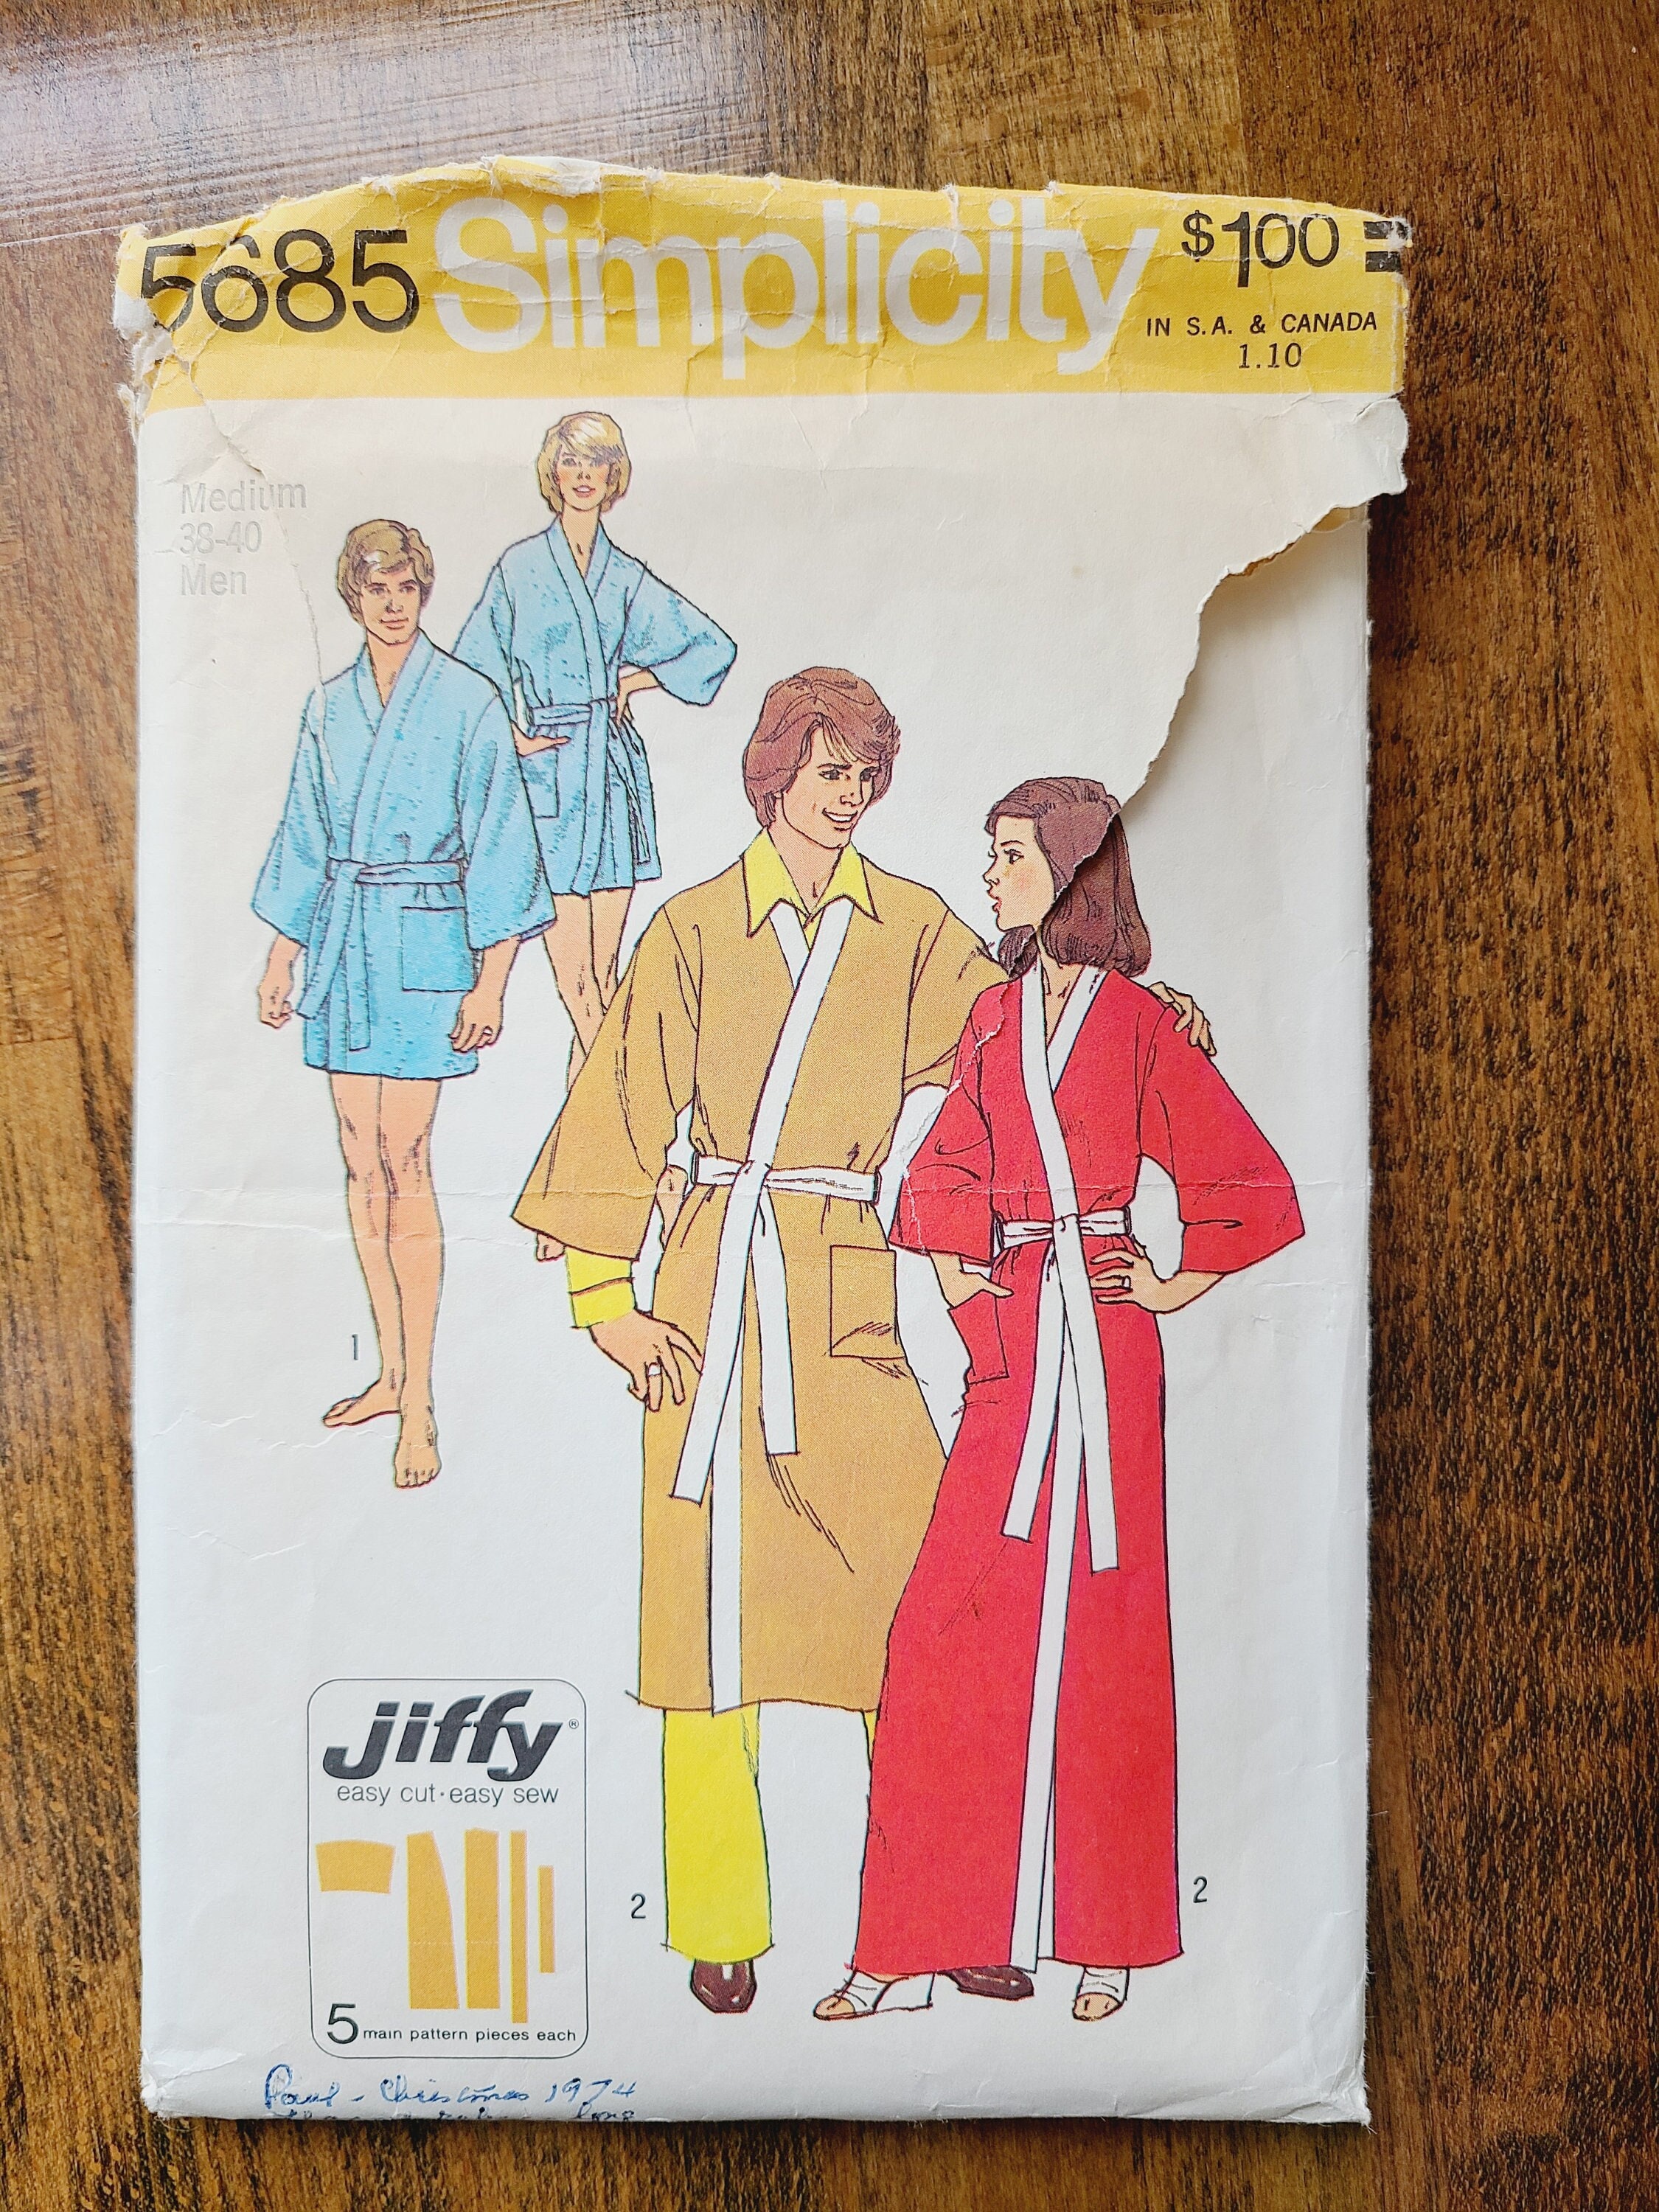 5685 Simplicity $1.00
IN S.A. & CANADA
1.10
Medium
38-40
Men
1
2
2
jiffy®
easy cut·easy sew
5 main pattern pieces each
Paul - Christmas 1974
long